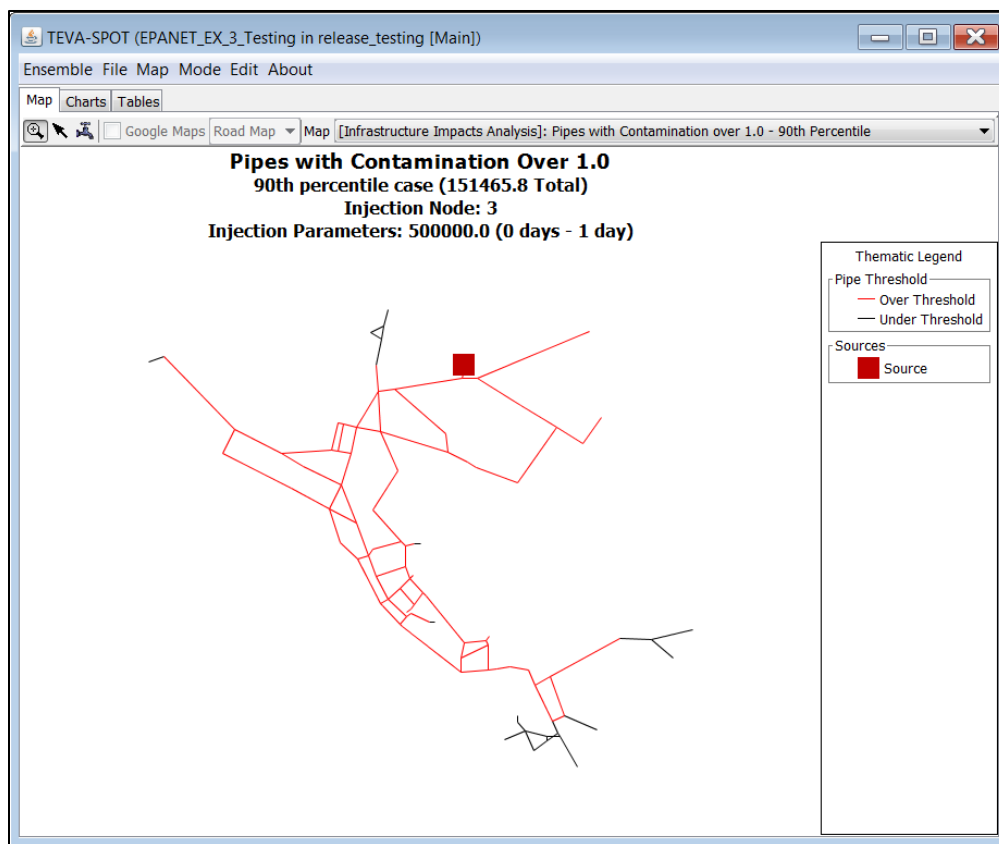 TEVA-SPOT (EPANET_EX_3_Testing in release_testing [Main])
Ensemble File Map Mode Edit About
Map Charts Tables
Google Maps Road Map Map [Infrastructure Impacts Analysis]: Pipes with Contamination over 1.0 - 90th Percentile
Pipes with Contamination Over 1.0
90th percentile case (151465.8 Total)
Injection Node: 3
Injection Parameters: 500000.0 (0 days - 1 day)
Thematic Legend
Pipe Threshold
Over Threshold
Under Threshold
Sources
Source